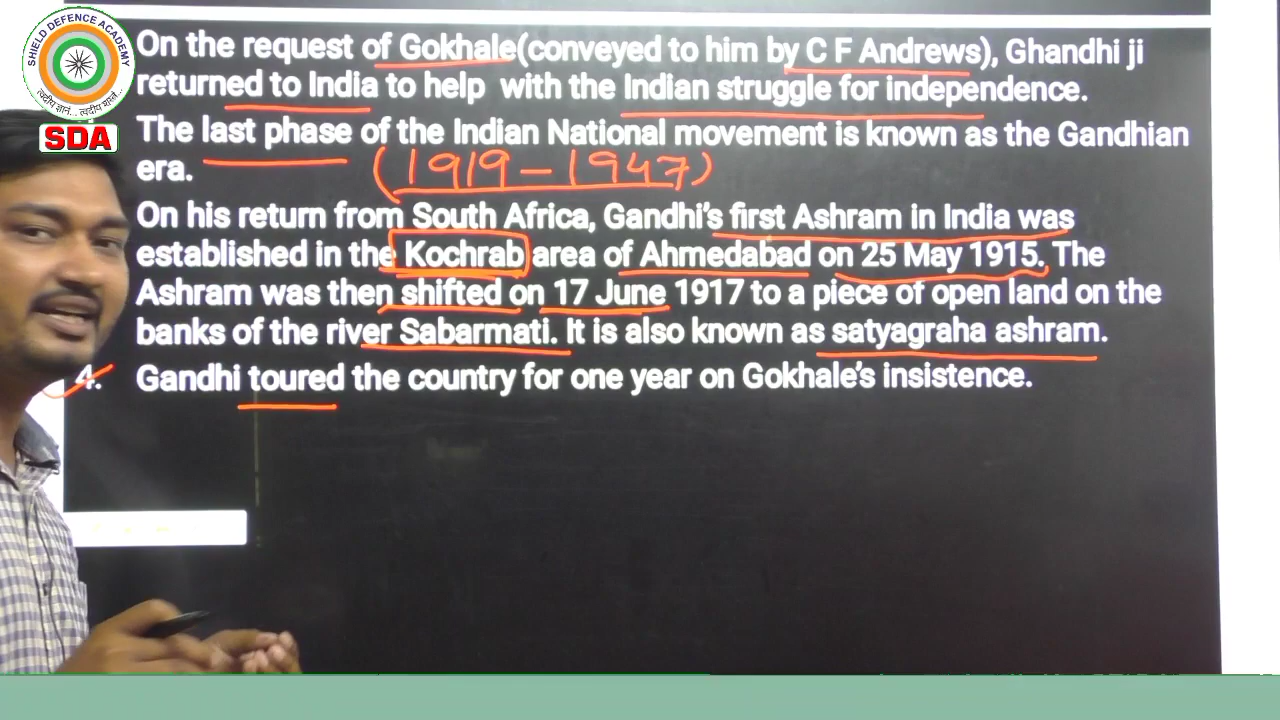 SHIELD DEFENCE ACADEMY
SDA
On the request of Gokhale(conveyed to him by C F Andrews), Ghandhi ji
returned to India to help with the Indian struggle for independence.
The last phase of the Indian National movement is known as the Gandhian
era. (1919-1947)
On his return from South Africa, Gandhi's first Ashram in India was
established in the Kochrab area of Ahmedabad on 25 May 1915. The
Ashram was then shifted on 17 June 1917 to a piece of open land on the
banks of the river Sabarmati. It is also known as satyagraha ashram.
4. Gandhi toured the country for one year on Gokhale's insistence.